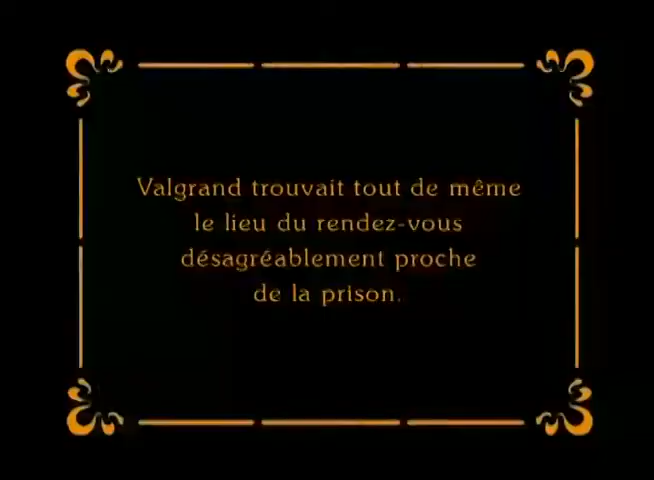 Valgrand trouvait tout de même
le lieu du rendez-vous
désagréablement proche
de la prison.